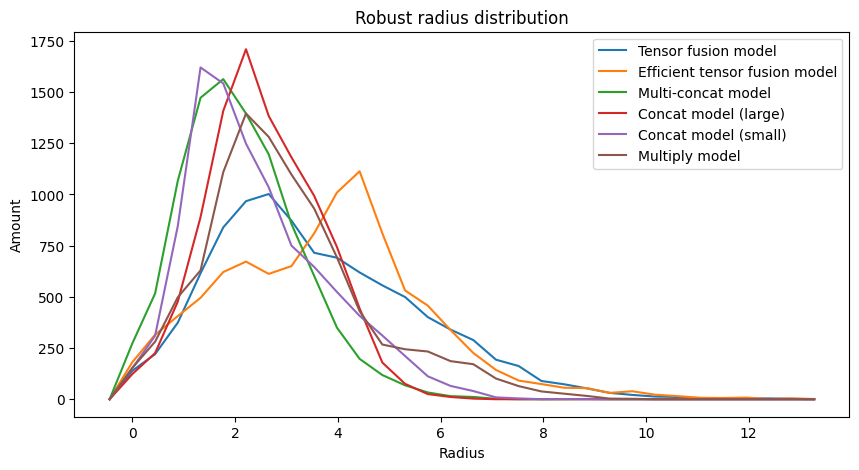 Robust radius distribution
Amount
1750
1500
1250
1000
750
500
250
0
Tensor fusion model
Efficient tensor fusion model
Multi-concat model
Concat model (large)
Concat model (small)
Multiply model
0 2 4 6 8 10 12
Radius